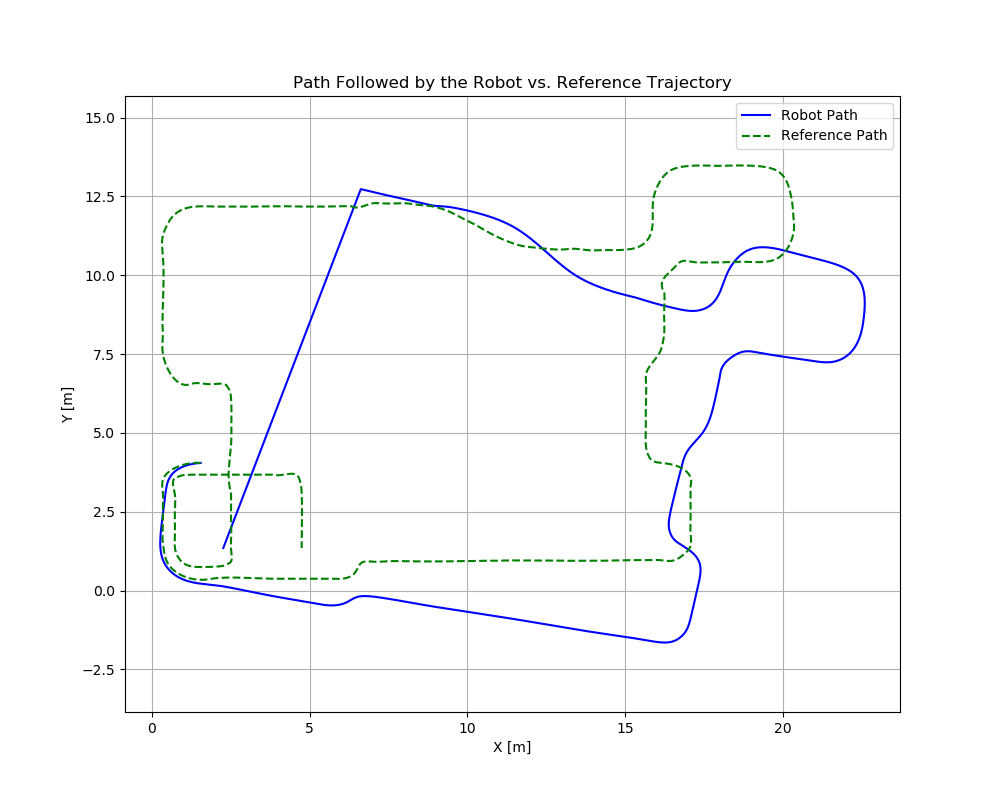 Path Followed by the Robot vs. Reference Trajectory
Robot Path
Reference Path
15.0
12.5
10.0
7.5
5.0
2.5
0.0
−2.5
Y [m]
0 5 10 15 20
X [m]